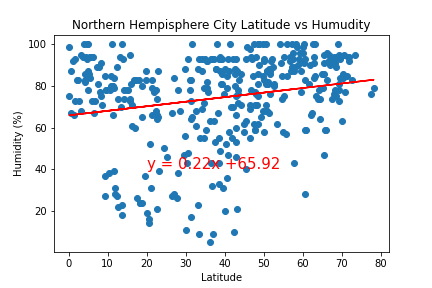 Northern Hempisphere City Latitude vs Humudity
100
80
60
40
20
Humidity (%)
y = 0.22x +65.92
0 10 20 30 40 50 60 70 80
Latitude